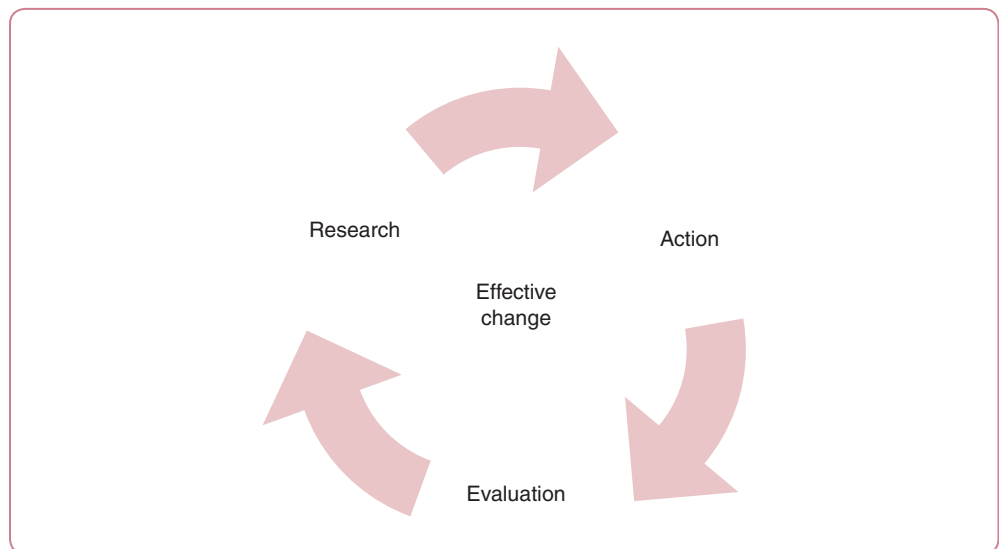 Research
Action
Effective
change
Evaluation